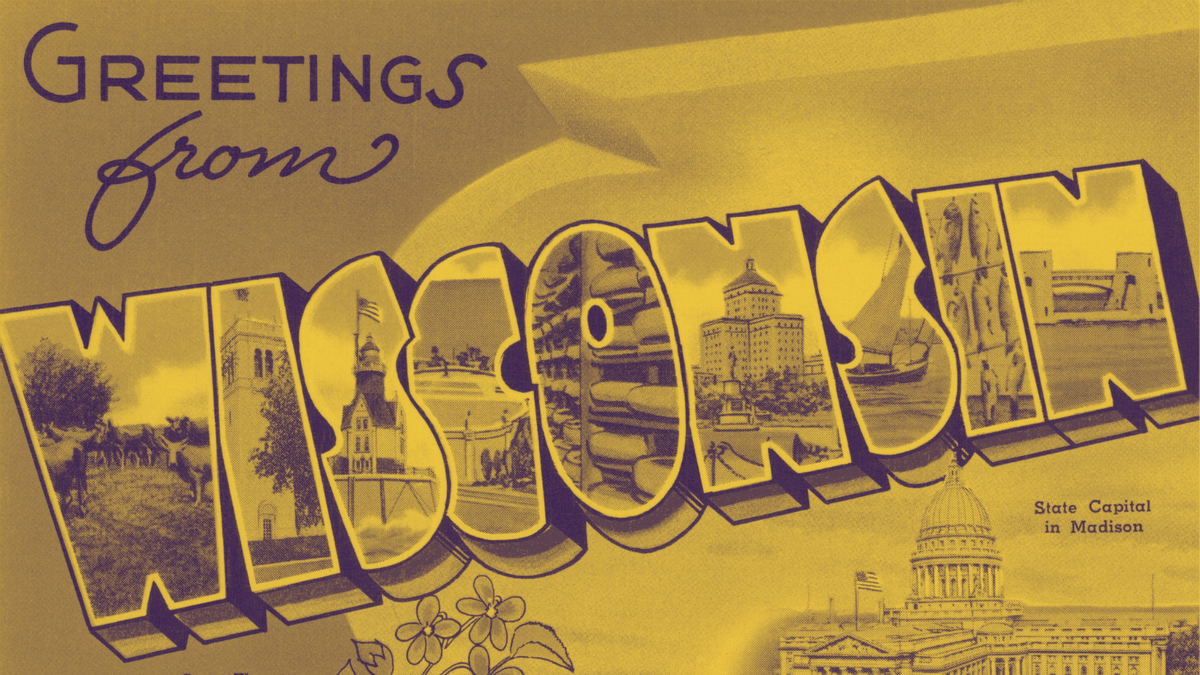 GREETINGS
from
WISCONSIN
State Capital
in Madison